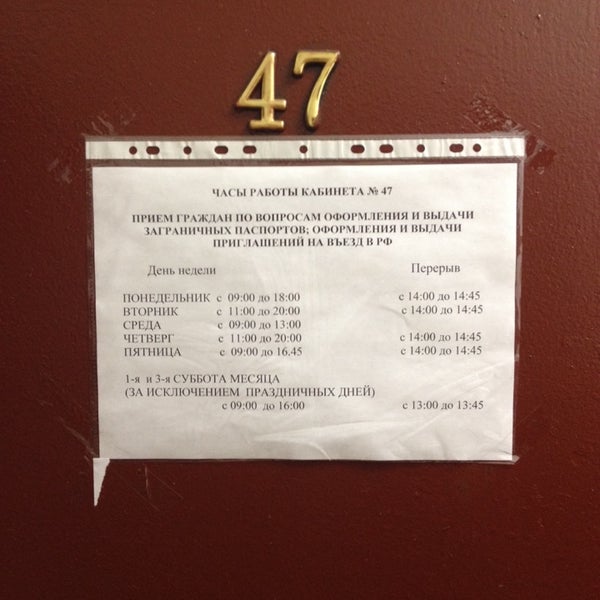 47
ЧАСЫ РАБОТЫ КАБИНЕТА № 47
ПРИЕМ ГРАЖДАН ПО ВОПРОСАМ ОФОРМЛЕНИЯ И ВЫДАЧИ
ЗАГРАНИЧНЫХ ПАСПОРТОВ; ОФОРМЛЕНИЯ И ВЫДАЧИ
ПРИГЛАШЕНИЙ НА ВЪЕЗД В РФ
День недели Перерыв
ПОНЕДЕЛЬНИК с 09:00 до 18:00 с 14:00 до 14:45
ВТОРНИК с 11:00 до 20:00 с 14:00 до 14:45
СРЕДА с 09:00 до 13:00
ЧЕТВЕРГ с 11:00 до 20:00 с 14:00 до 14:45
ПЯТНИЦА с 09:00 до 16.45 с 14:00 до 14:45
1-я и 3-я СУББОТА МЕСЯЦА
(ЗА ИСКЛЮЧЕНИЕМ ПРАЗДНИЧНЫХ ДНЕЙ)
с 09:00 до 16:00 с 13:00 до 13:45